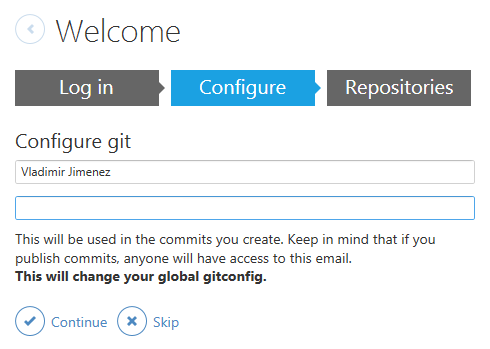 Welcome
Log in
Configure
Repositories
Configure git
Vladimir Jimenez
This will be used in the commits you create. Keep in mind that if you
publish commits, anyone will have access to this email.
This will change your global gitconfig.
Continue
Skip